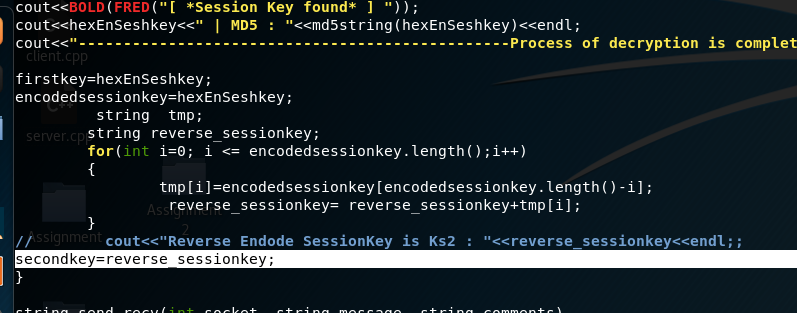 cout<<BOLD(FRED("[ *Session Key found* ] "));
cout<<hexEnSeshkey<<" | MD5 : "<<md5string(hexEnSeshkey)<<endl;
cout<<"------------------------------------------------Process of decryption is complet
client.cpp
firstkey=hexEnSeshkey;
encodedsessionkey=hexEnSeshkey;
string  tmp;
C++
server.cpp
string reverse_sessionkey;
for(int i=0; i <= encodedsessionkey.length();i++)
{
tmp[i]=encodedsessionkey[encodedsessionkey.length()-i];
reverse_sessionkey= reverse_sessionkey+tmp[i];
Assignment
Assignment 2
}
//        cout<<"Reverse Endode SessionKey is Ks2 : "<<reverse_sessionkey<<endl;;
secondkey=reverse_sessionkey;
}
string send_recv(int socket, string message, string comments)